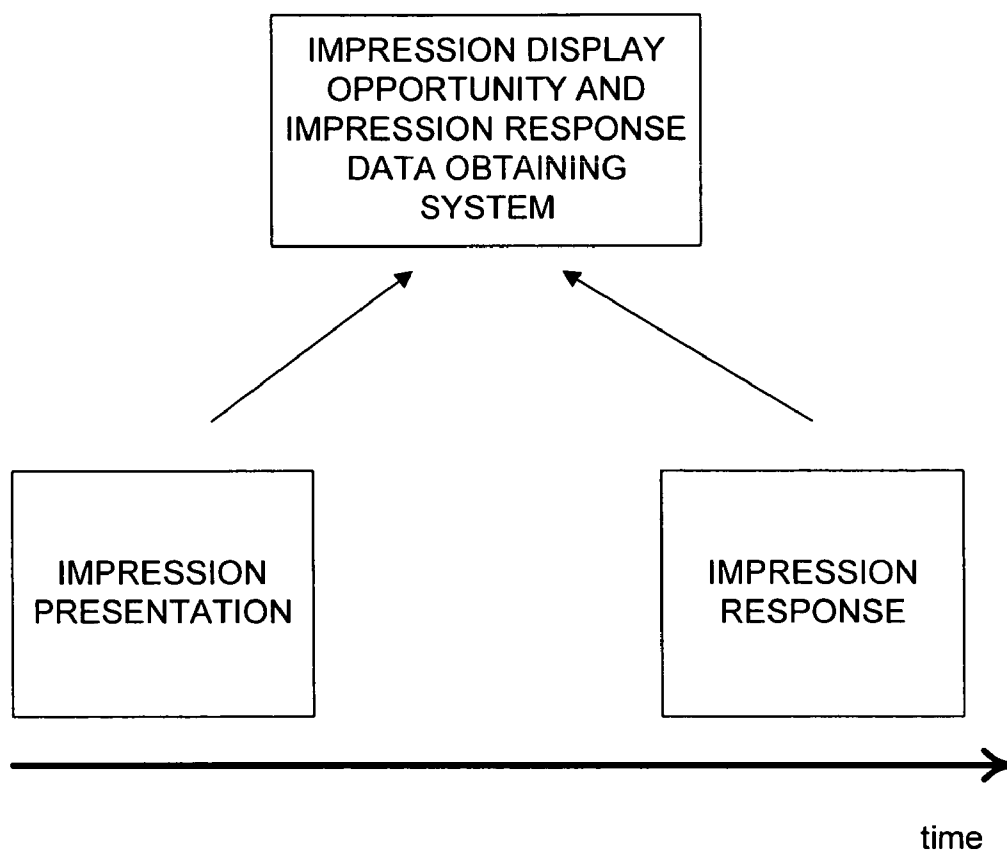 IMPRESSION DISPLAY
OPPORTUNITY AND
IMPRESSION RESPONSE
DATA OBTAINING
SYSTEM
IMPRESSION
PRESENTATION
IMPRESSION
RESPONSE
time